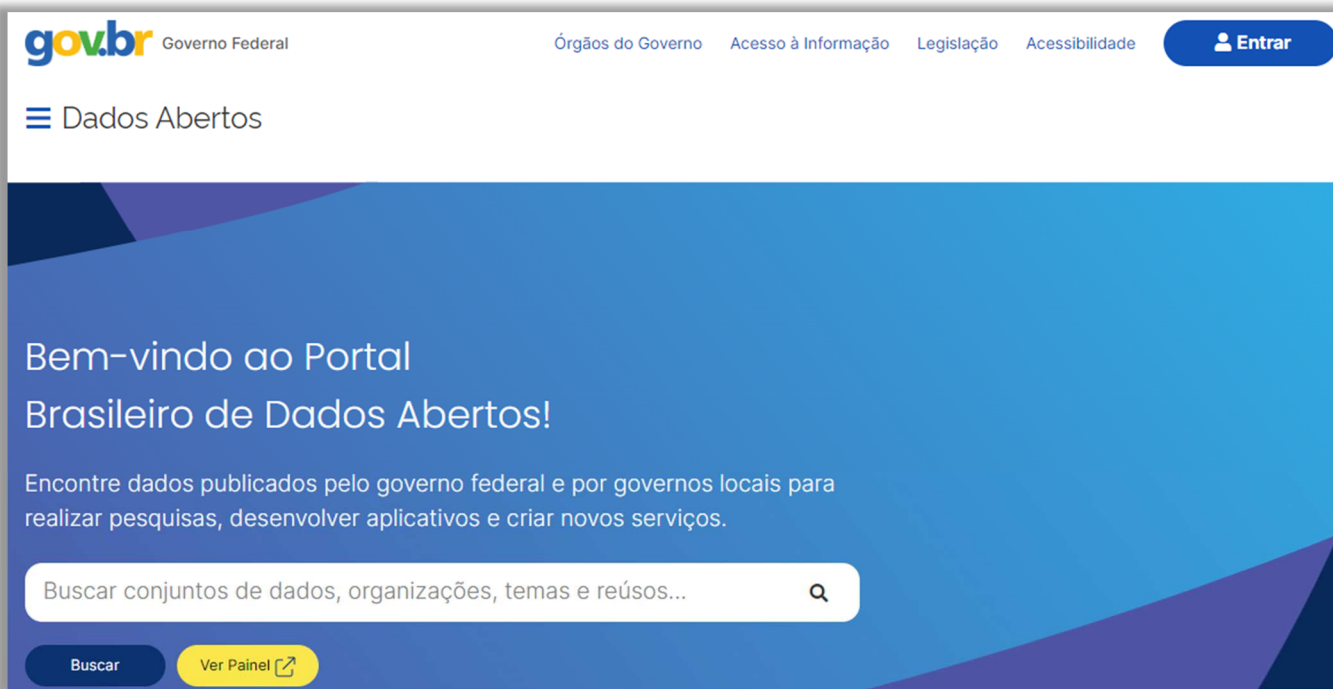 gov.br Governo Federal Órgãos do Governo Acesso à Informação Legislação Acessibilidade Entrar
Dados Abertos
Bem-vindo ao Portal
Brasileiro de Dados Abertos!
Encontre dados publicados pelo governo federal e por governos locais para
realizar pesquisas, desenvolver aplicativos e criar novos serviços.
Buscar conjuntos de dados, organizações, temas e reúsos...
Buscar Ver Painel